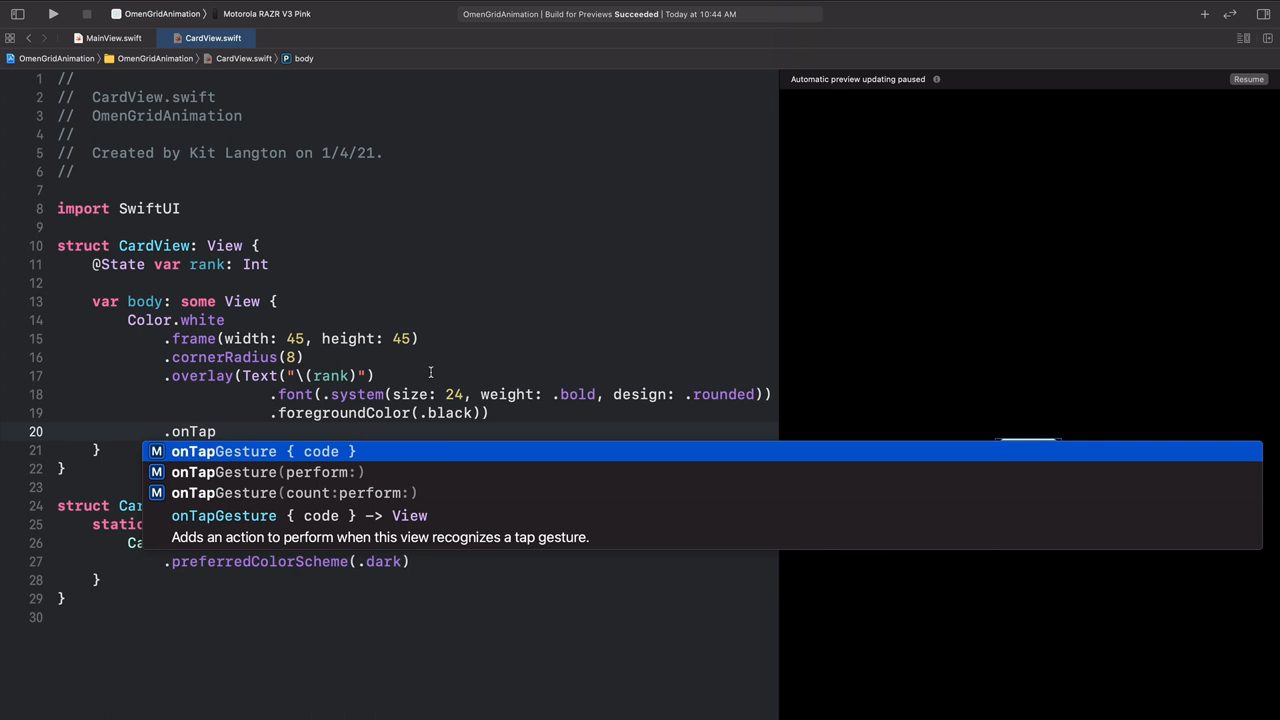 OmenGridAnimation 〉 Motorola RAZR V3 Pink
OmenGridAnimation | Build for Previews Succeeded | Today at 10:44 AM
MainView.swift
CardView.swift
OmenGridAnimation 〉 OmenGridAnimation 〉 CardView.swift 〉 P body
Automatic preview updating paused
Resume
1 //
2 // CardView.swift
3 // OmenGridAnimation
4 //
5 // Created by Kit Langton on 1/4/21.
6 //
7
8 import SwiftUI
9
10 struct CardView: View {
11 @State var rank: Int
12
13 var body: some View {
14 Color.white
15 .frame(width: 45, height: 45)
16 .cornerRadius(8)
17 .overlay(Text("\(rank)")
18 .font(.system(size: 24, weight: .bold, design: .rounded))
19 .foregroundColor(.black))
20 .onTap
21 }
22 }
23
24 struct Car
25 static
26 Ca
27 .preferredColorScheme(.dark)
28 }
29 }
30
M onTapGesture { code }
M onTapGesture(perform:)
M onTapGesture(count:perform:)
onTapGesture { code } -> View
Adds an action to perform when this view recognizes a tap gesture.